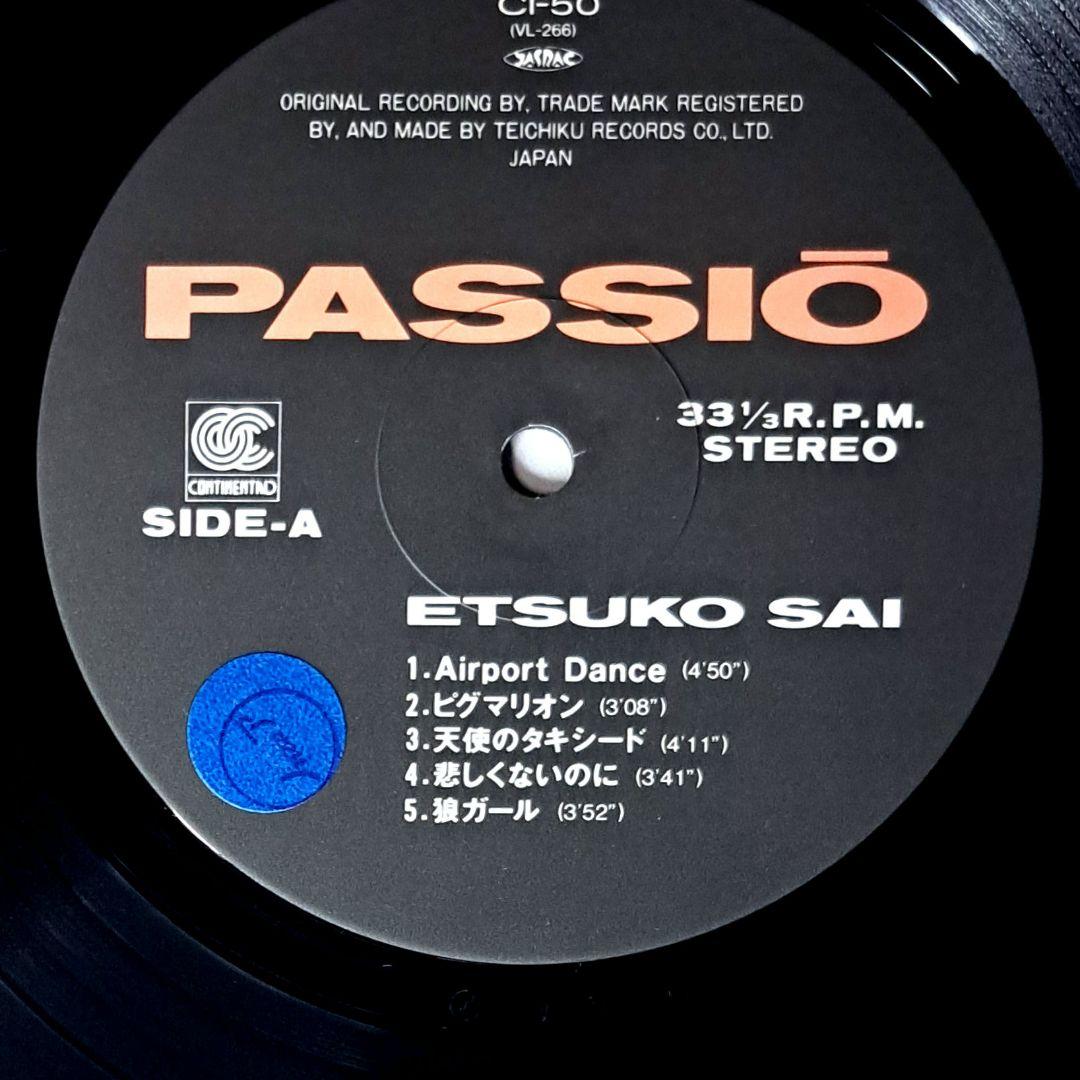 CI-50
(VL-266)
JASRAC
ORIGINAL RECORDING BY, TRADE MARK REGISTERED
BY, AND MADE BY TEICHIKU RECORDS CO., LTD.
JAPAN
PASSIŌ
33 1/3 R.P.M.
STEREO
CONTINENTAL
SIDE-A
ETSUKO SAI
1.Airport Dance (4'50")
2.ピグマリオン (3'08")
3.天使のタキシード (4'11")
4.悲しくないのに (3'41")
5.狼ガール (3'52")